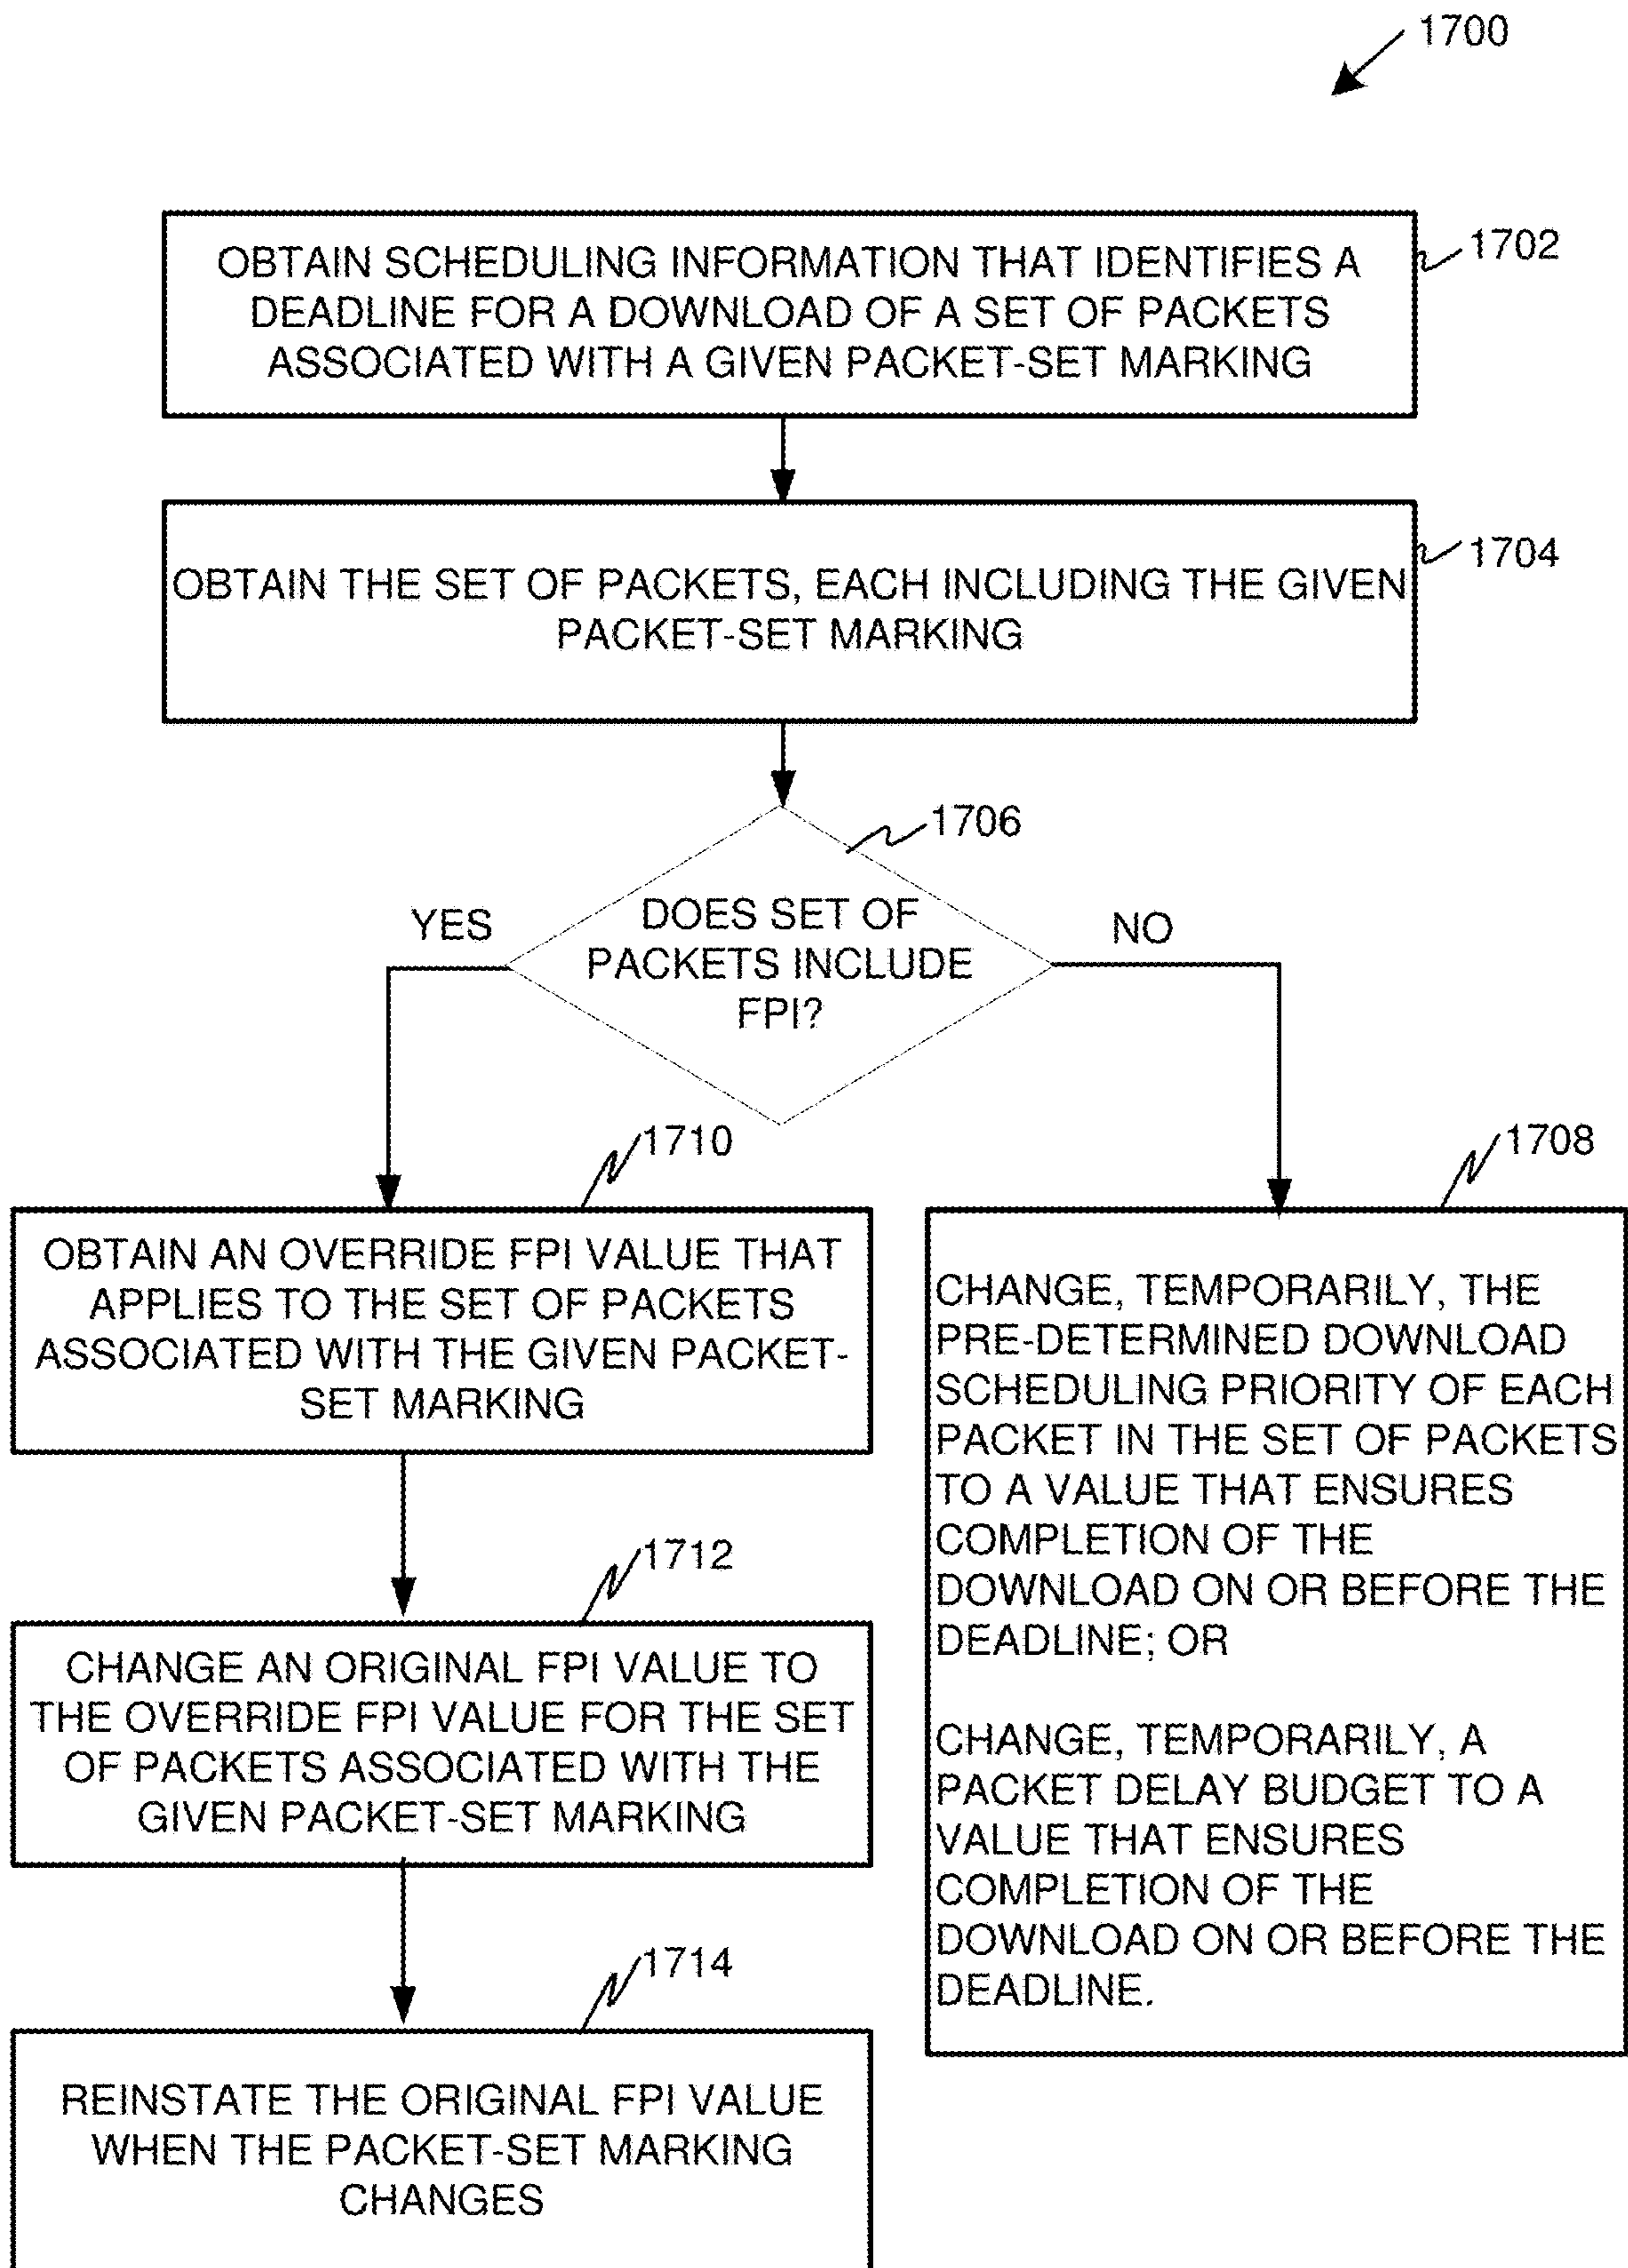 1700
OBTAIN SCHEDULING INFORMATION THAT IDENTIFIES A
DEADLINE FOR A DOWNLOAD OF A SET OF PACKETS
ASSOCIATED WITH A GIVEN PACKET-SET MARKING
1702
OBTAIN THE SET OF PACKETS, EACH INCLUDING THE GIVEN
PACKET-SET MARKING
1704
1706
DOES SET OF
PACKETS INCLUDE
FPI?
YES
NO
1710
OBTAIN AN OVERRIDE FPI VALUE THAT
APPLIES TO THE SET OF PACKETS
ASSOCIATED WITH THE GIVEN PACKET-
SET MARKING
1712
CHANGE AN ORIGINAL FPI VALUE TO
THE OVERRIDE FPI VALUE FOR THE SET
OF PACKETS ASSOCIATED WITH THE
GIVEN PACKET-SET MARKING
1714
REINSTATE THE ORIGINAL FPI VALUE
WHEN THE PACKET-SET MARKING
CHANGES
1708
CHANGE, TEMPORARILY, THE
PRE-DETERMINED DOWNLOAD
SCHEDULING PRIORITY OF EACH
PACKET IN THE SET OF PACKETS
TO A VALUE THAT ENSURES
COMPLETION OF THE
DOWNLOAD ON OR BEFORE THE
DEADLINE; OR
CHANGE, TEMPORARILY, A
PACKET DELAY BUDGET TO A
VALUE THAT ENSURES
COMPLETION OF THE
DOWNLOAD ON OR BEFORE THE
DEADLINE.